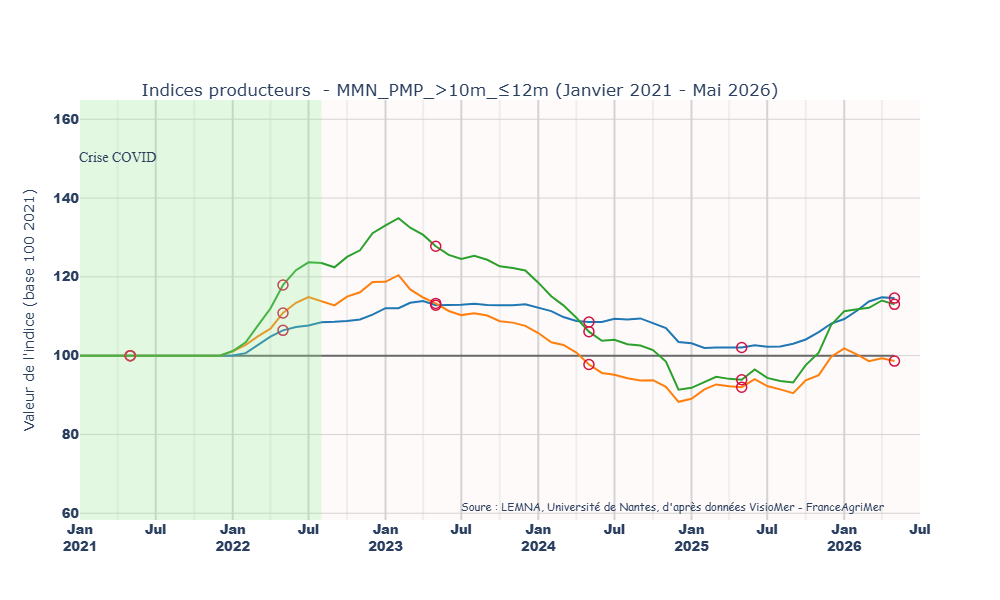 Indices producteurs  - MMN_PMP_>10m_≤12m (Janvier 2021 - Mai 2026)
Valeur de l'indice (base 100 2021)
160
140
120
100
80
60
Crise COVID
Soure : LEMNA, Université de Nantes, d'après données VisioMer - FranceAgriMer
Jan Jul Jan Jul Jan Jul Jan Jul Jan Jul Jan Jul
2021 2022 2023 2024 2025 2026